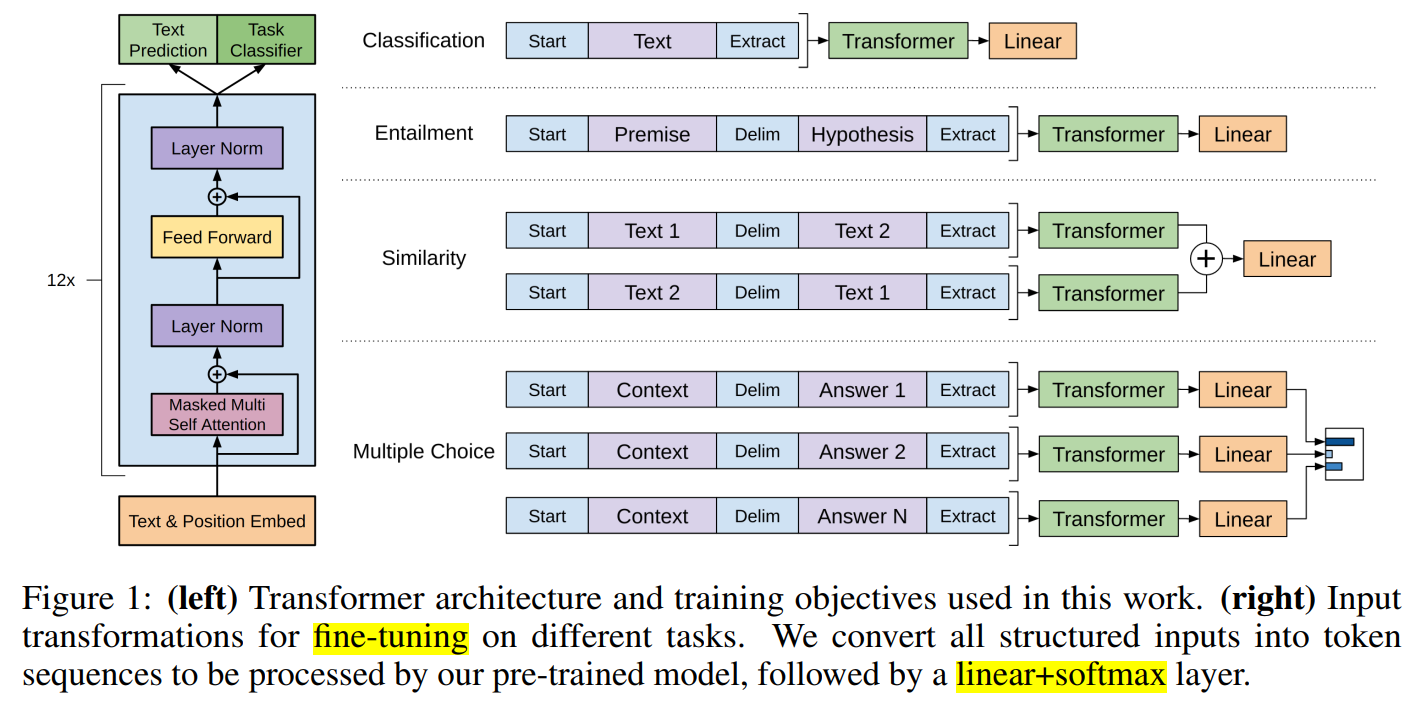 Text
Prediction
Task
Classifier
12x
Layer Norm
+
Feed Forward
Layer Norm
+
Masked Multi
Self Attention
Text & Position Embed
Classification
Start Text Extract Transformer Linear
Entailment
Start Premise Delim Hypothesis Extract Transformer Linear
Similarity
Start Text 1 Delim Text 2 Extract Transformer
+ Linear
Start Text 2 Delim Text 1 Extract Transformer
Multiple Choice
Start Context Delim Answer 1 Extract Transformer Linear
Start Context Delim Answer 2 Extract Transformer Linear
Start Context Delim Answer N Extract Transformer Linear
Figure 1: (left) Transformer architecture and training objectives used in this work. (right) Input
transformations for fine-tuning on different tasks. We convert all structured inputs into token
sequences to be processed by our pre-trained model, followed by a linear+softmax layer.